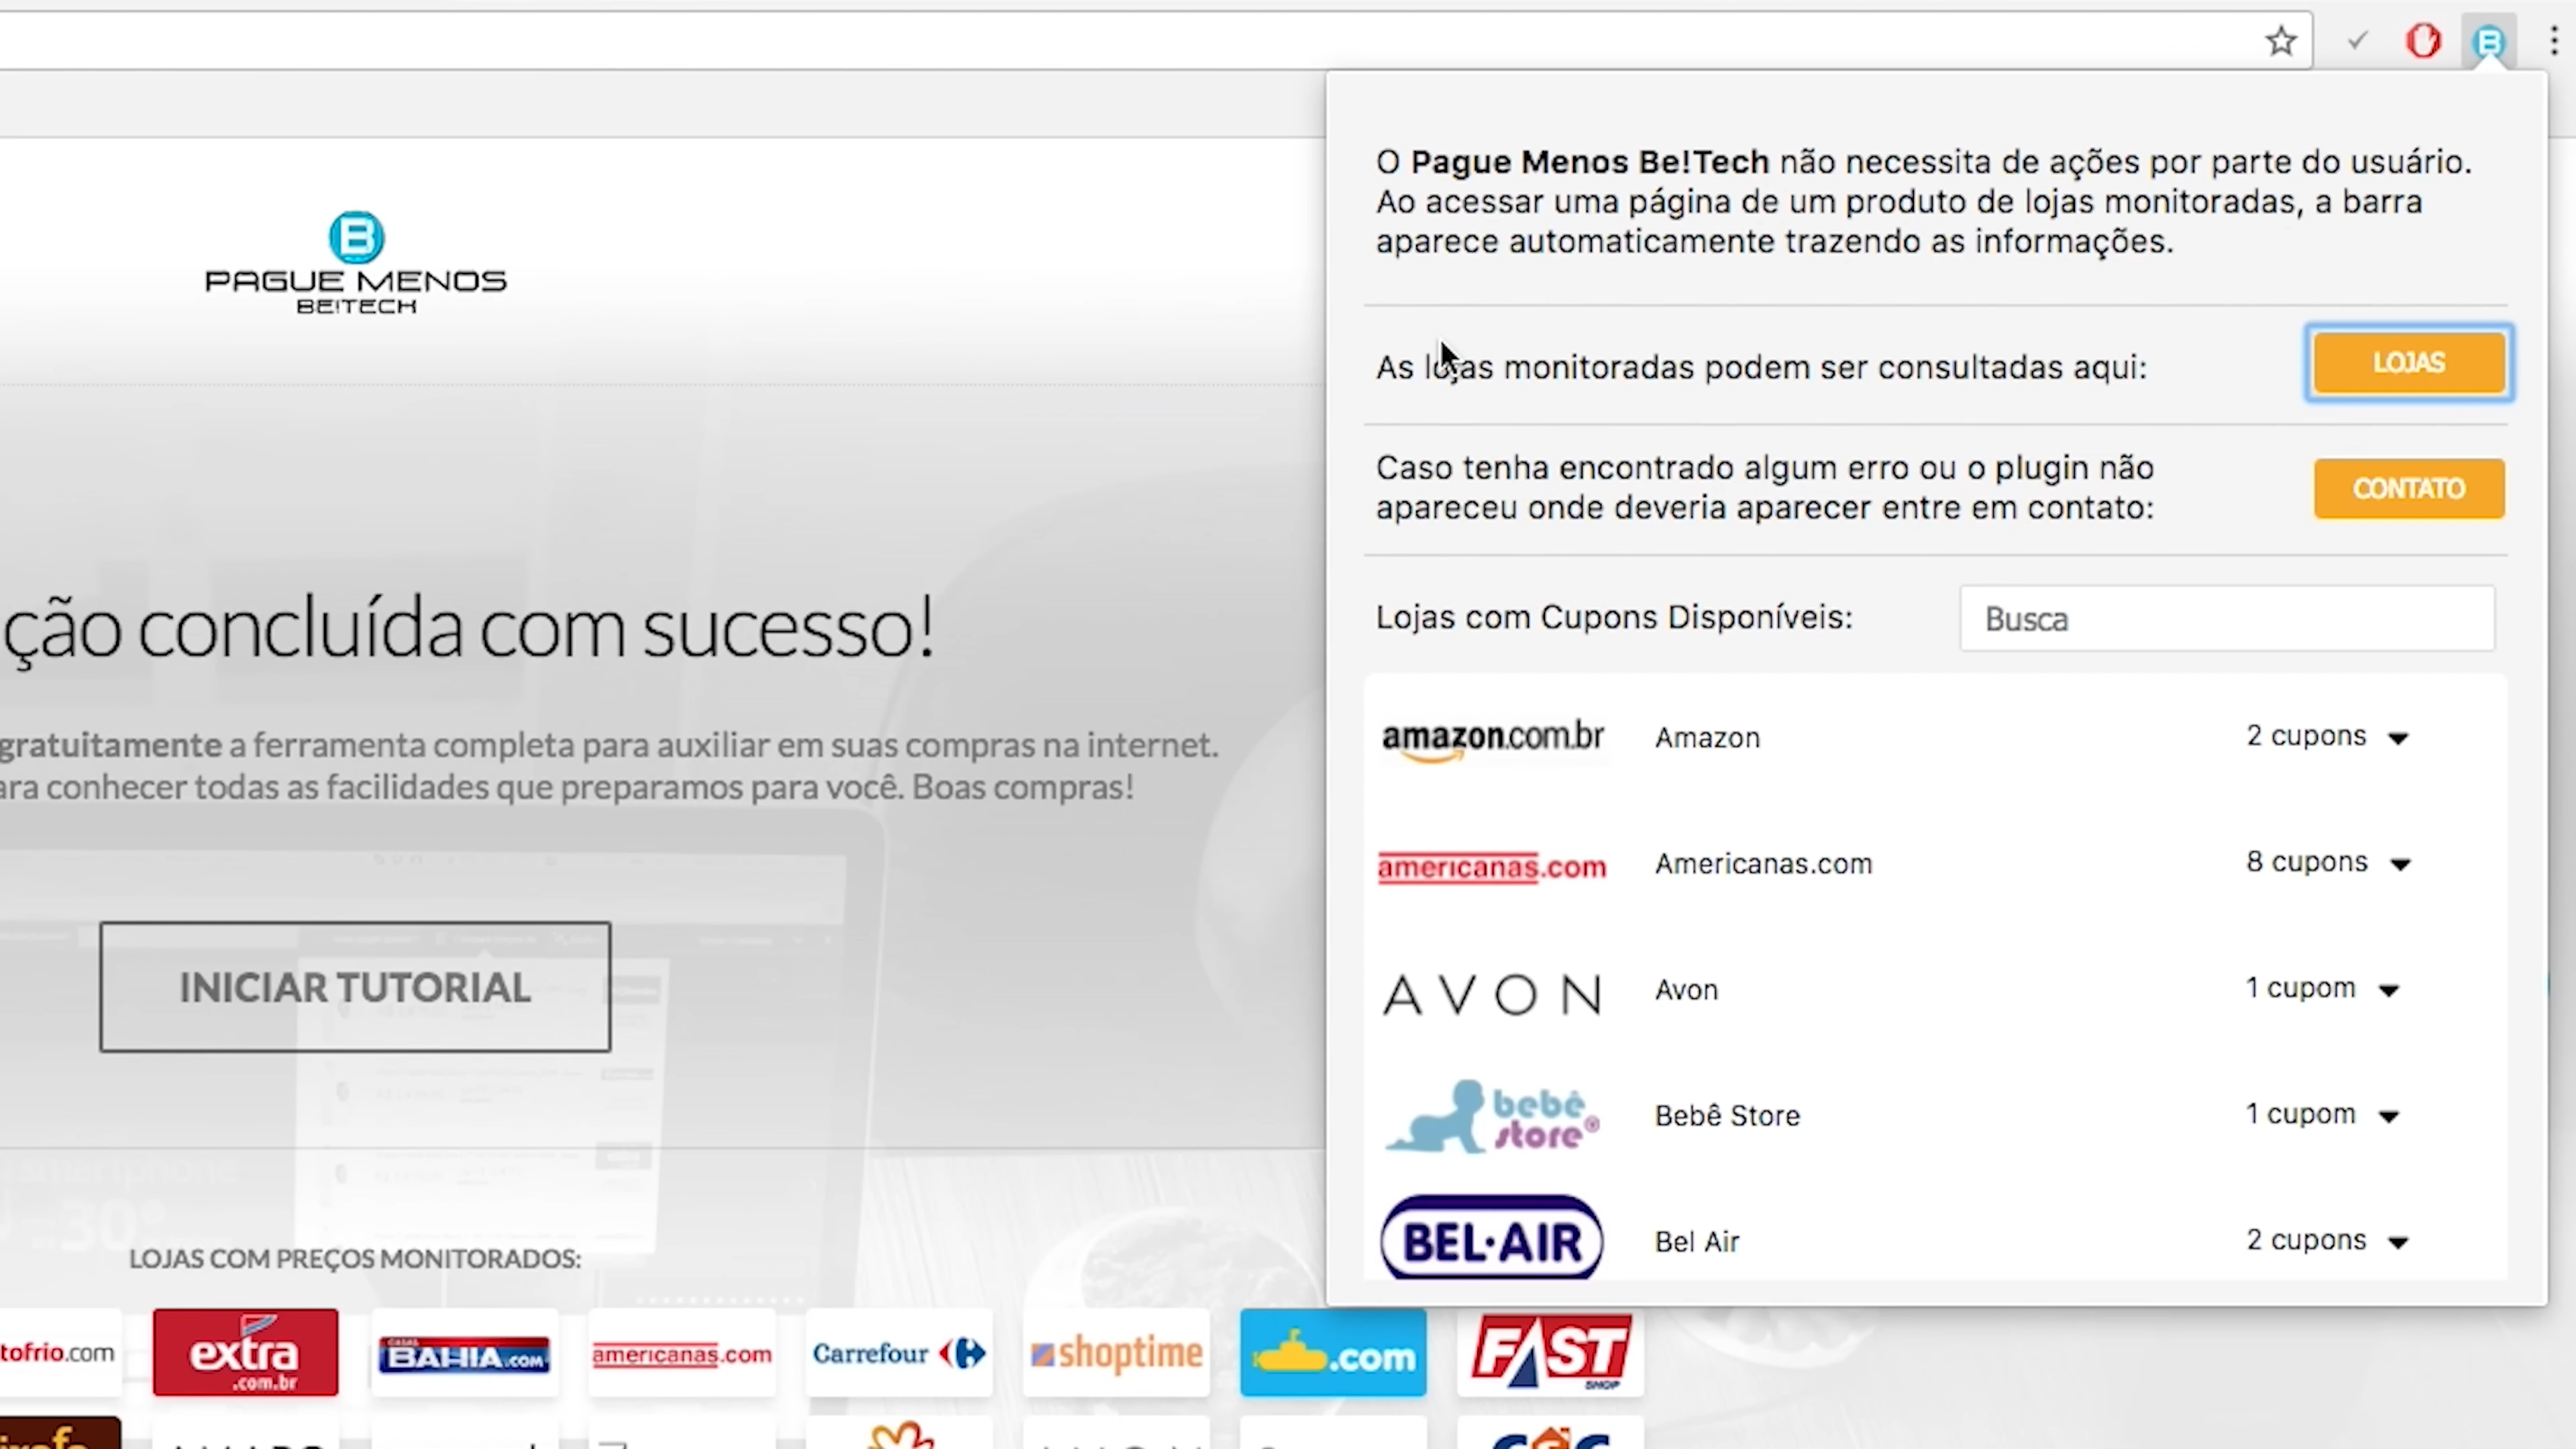 B
PAGUE MENOS
BE!TECH
ção concluída com sucesso!
gratuitamente a ferramenta completa para auxiliar em suas compras na internet.
ara conhecer todas as facilidades que preparamos para você. Boas compras!
INICIAR TUTORIAL
LOJAS COM PREÇOS MONITORADOS:
tofrio.com
extra
.com.br
CASAS
BAHIA.COM
americanas.com
Carrefour
shoptime
.com
FAST
SHOP
B
O Pague Menos Be!Tech não necessita de ações por parte do usuário.
Ao acessar uma página de um produto de lojas monitoradas, a barra
aparece automaticamente trazendo as informações.
As lojas monitoradas podem ser consultadas aqui:
LOJAS
Caso tenha encontrado algum erro ou o plugin não
apareceu onde deveria aparecer entre em contato:
CONTATO
Lojas com Cupons Disponíveis:
Busca
amazon.com.br Amazon 2 cupons
americanas.com Americanas.com 8 cupons
AVON Avon 1 cupom
bebê
store® Bebê Store 1 cupom
BEL·AIR Bel Air 2 cupons